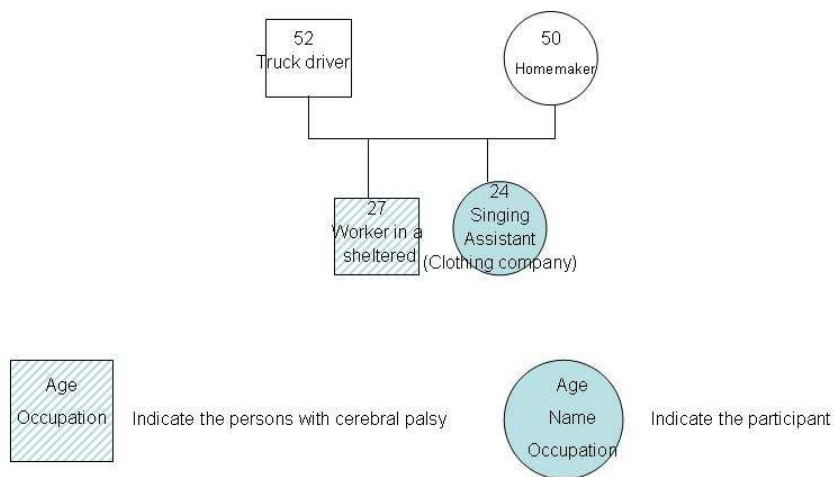 52
Truck driver
50
Homemaker
27
Worker in a
sheltered
24
Singing
Assistant
(Clothing company)
Age
Occupation
Indicate the persons with cerebral palsy
Age
Name
Occupation
Indicate the participant